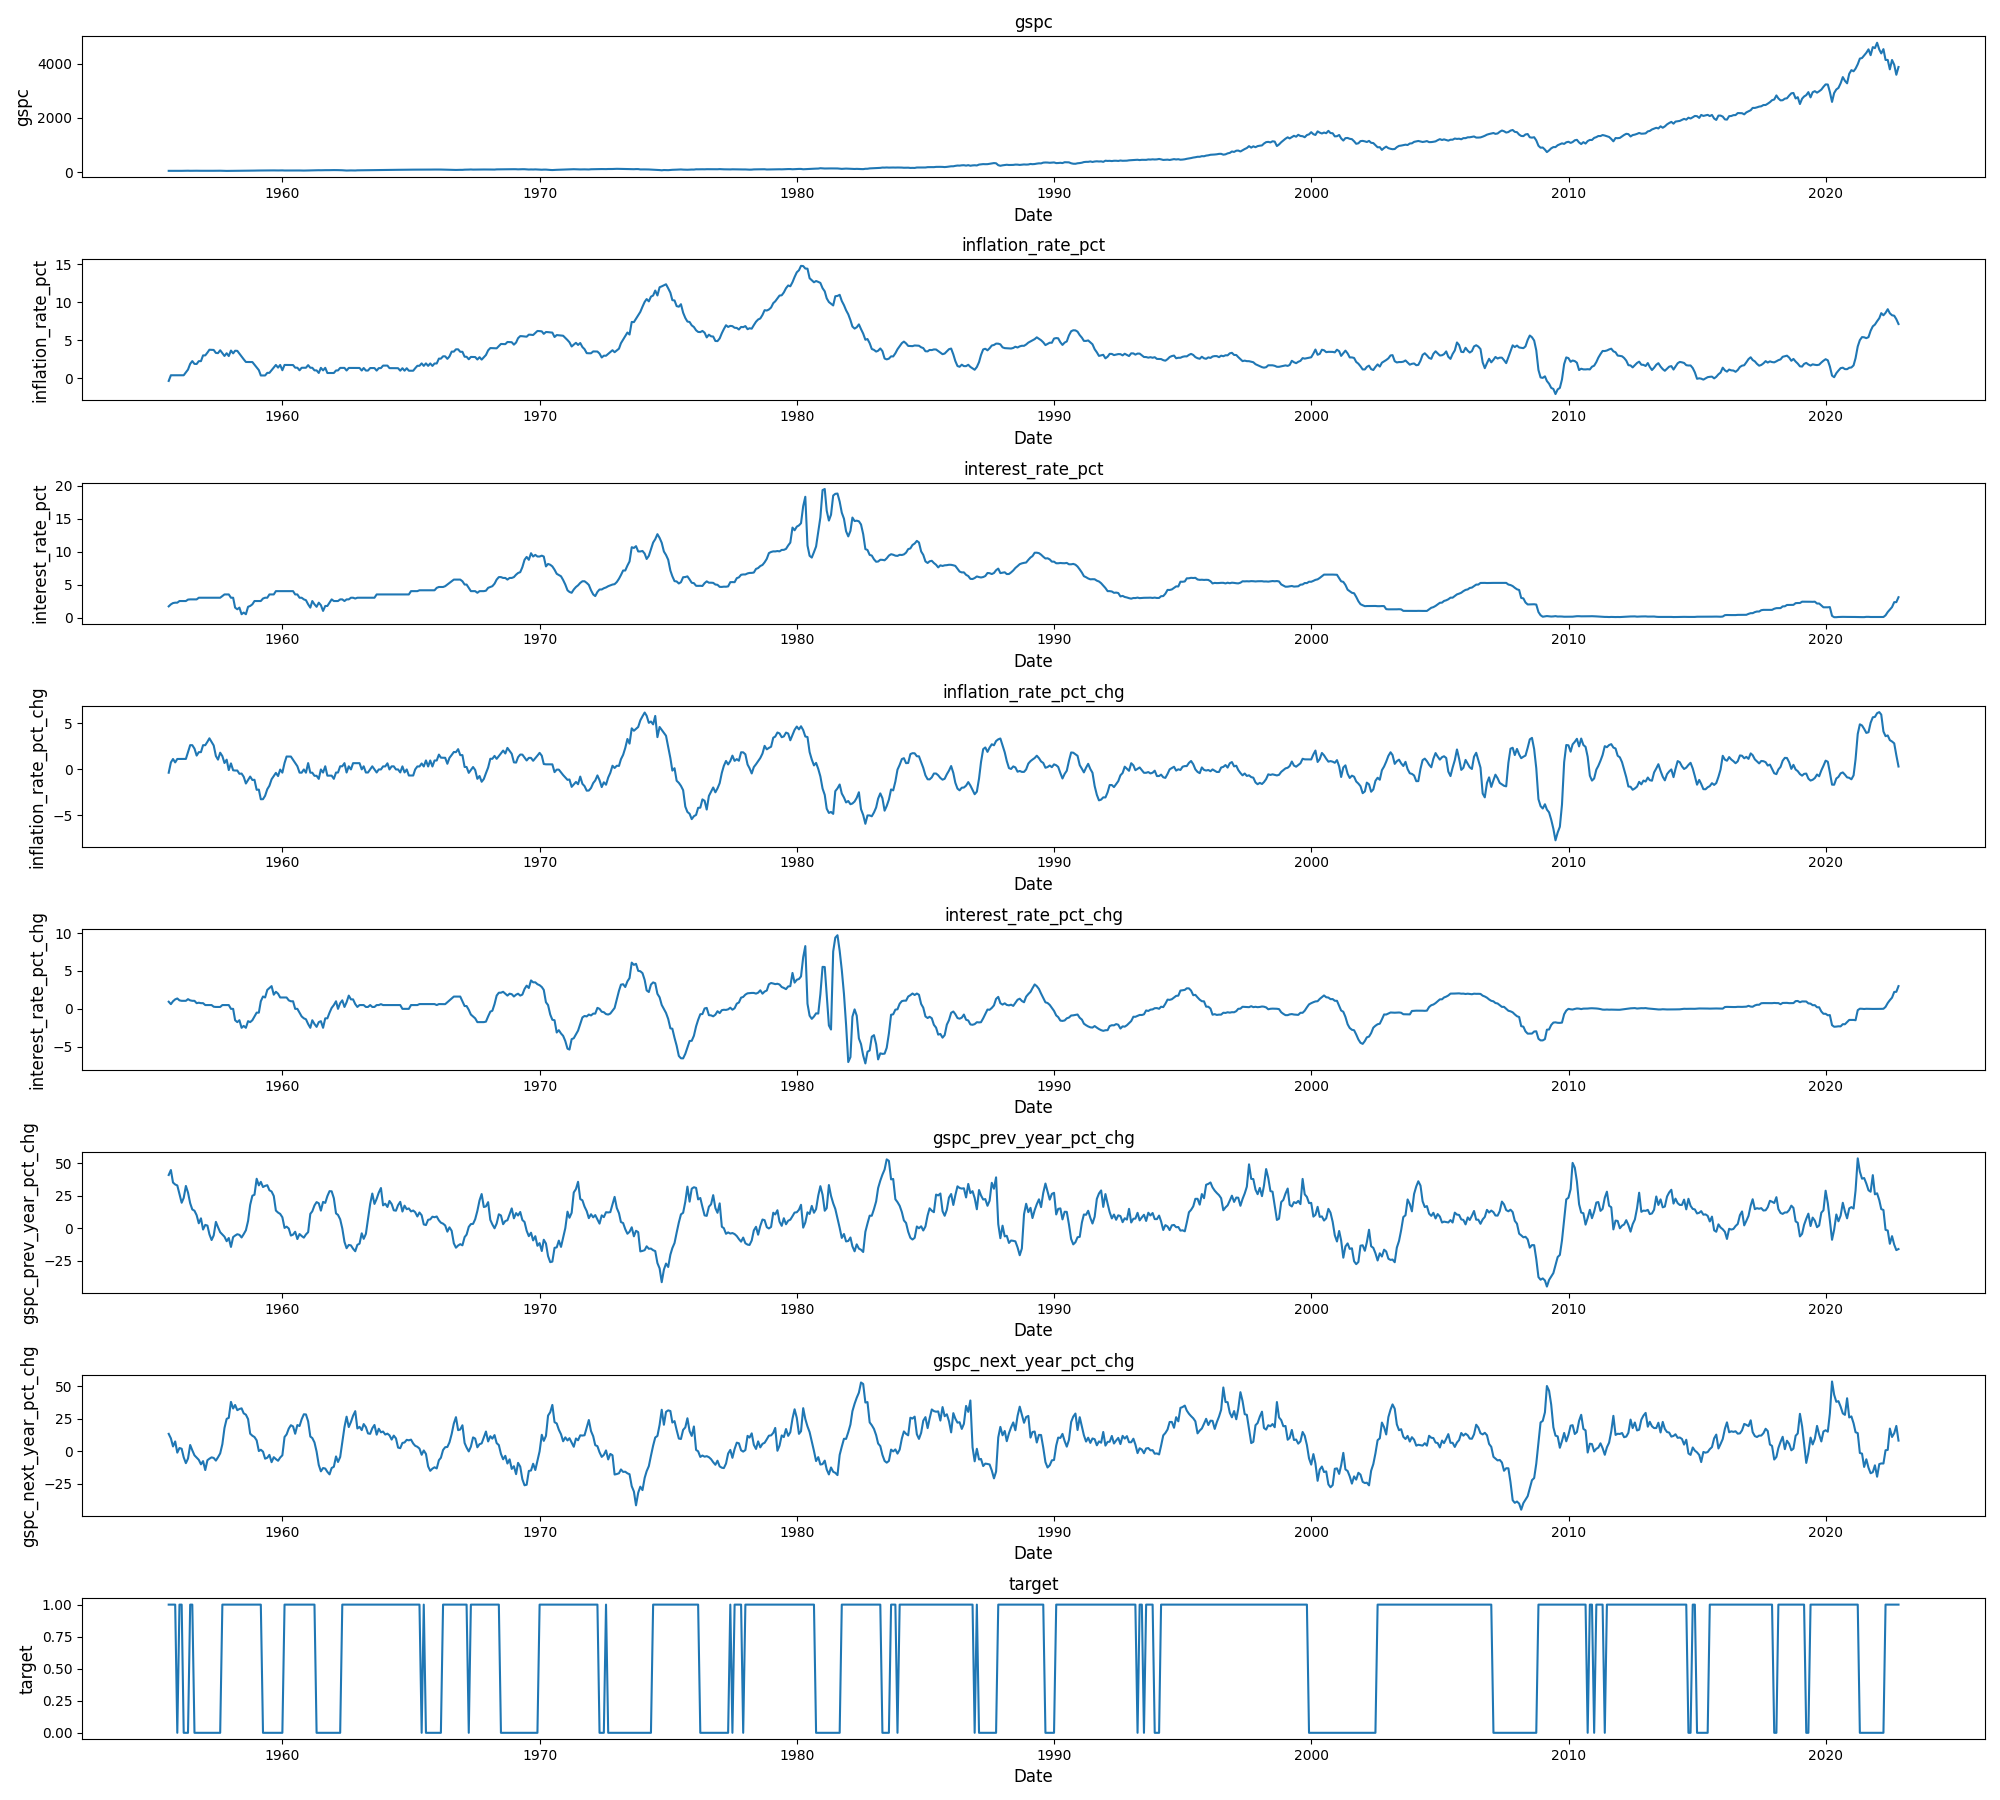 gspc
gspc
4000
2000
0
1960 1970 1980 1990 2000 2010 2020
Date
inflation_rate_pct
inflation_rate_pct
15
10
5
0
1960 1970 1980 1990 2000 2010 2020
Date
interest_rate_pct
interest_rate_pct
20
15
10
5
0
1960 1970 1980 1990 2000 2010 2020
Date
inflation_rate_pct_chg
inflation_rate_pct_chg
5
0
−5
1960 1970 1980 1990 2000 2010 2020
Date
interest_rate_pct_chg
interest_rate_pct_chg
10
5
0
−5
1960 1970 1980 1990 2000 2010 2020
Date
gspc_prev_year_pct_chg
gspc_prev_year_pct_chg
50
25
0
−25
1960 1970 1980 1990 2000 2010 2020
Date
gspc_next_year_pct_chg
gspc_next_year_pct_chg
50
25
0
−25
1960 1970 1980 1990 2000 2010 2020
Date
target
target
1.00
0.75
0.50
0.25
0.00
1960 1970 1980 1990 2000 2010 2020
Date